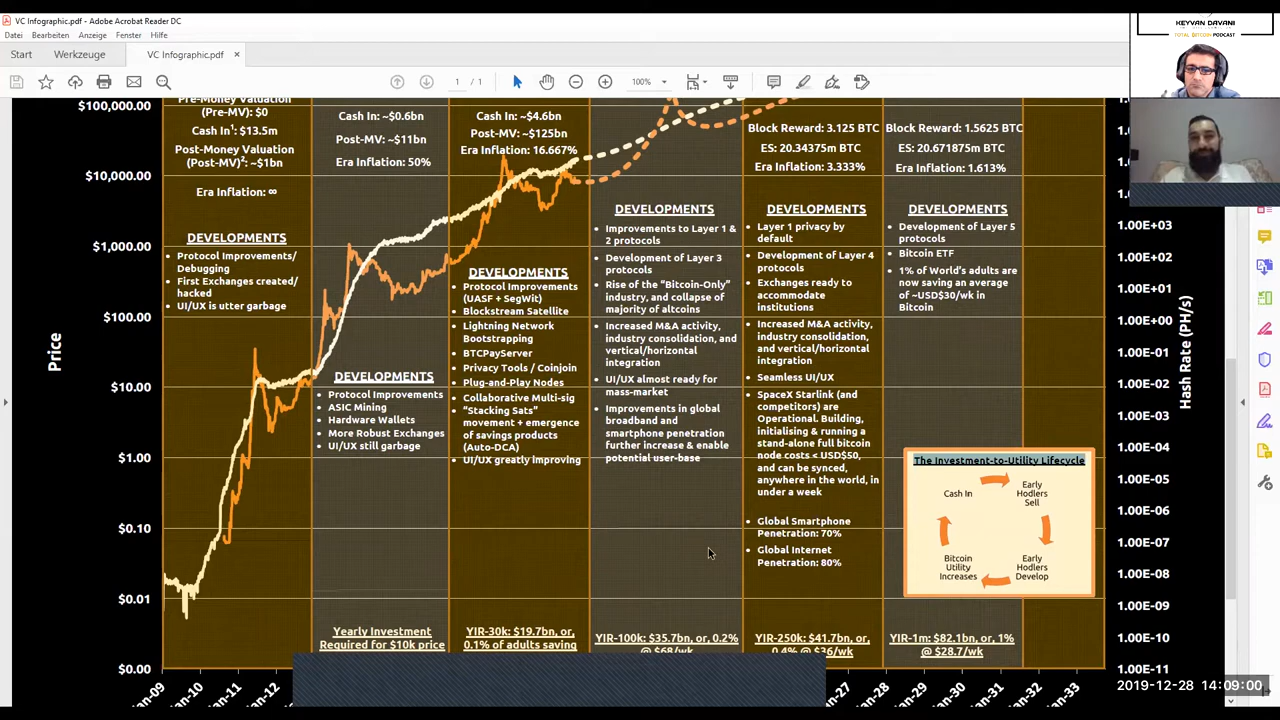 VC Infographic.pdf - Adobe Acrobat Reader DC
Datei Bearbeiten Anzeige Fenster Hilfe
Start Werkzeuge VC Infographic.pdf ×
1 / 1 100%
KEYVAN DAVANI
TOTAL BITCOIN PODCAST
Price
$100,000.00
$10,000.00
$1,000.00
$100.00
$10.00
$1.00
$0.10
$0.01
$0.00
Pre-Money Valuation
(Pre-MV): $0
Cash In¹: $13.5m
Post-Money Valuation
(Post-MV)²: ~$1bn
Era Inflation: ∞
DEVELOPMENTS
• Protocol Improvements/
Debugging
• First Exchanges created/
hacked
• UI/UX is utter garbage
Cash In: ~$0.6bn
Post-MV: ~$11bn
Era Inflation: 50%
DEVELOPMENTS
• Protocol Improvements
• ASIC Mining
• Hardware Wallets
• More Robust Exchanges
• UI/UX still garbage
Yearly Investment
Required for $10k price
Cash In: ~$4.6bn
Post-MV: ~$125bn
Era Inflation: 16.667%
DEVELOPMENTS
• Protocol Improvements
(UASF + SegWit)
• Blockstream Satellite
• Lightning Network
Bootstrapping
• BTCPayServer
• Privacy Tools / Coinjoin
• Plug-and-Play Nodes
• Collaborative Multi-sig
• "Stacking Sats"
movement + emergence
of savings products
(Auto-DCA)
• UI/UX greatly improving
YIR-30k: $19.7bn, or,
0.1% of adults saving
DEVELOPMENTS
• Improvements to Layer 1 &
2 protocols
• Development of Layer 3
protocols
• Rise of the "Bitcoin-Only"
industry, and collapse of
majority of altcoins
• Increased M&A activity,
industry consolidation, and
vertical/horizontal
integration
• UI/UX almost ready for
mass-market
• Improvements in global
broadband and
smartphone penetration
further increase & enable
potential user-base
YIR-100k: $35.7bn, or, 0.2%
@ $68/wk
Block Reward: 3.125 BTC
ES: 20.34375m BTC
Era Inflation: 3.333%
DEVELOPMENTS
• Layer 1 privacy by
default
• Development of Layer 4
protocols
• Exchanges ready to
accommodate
institutions
• Increased M&A activity,
industry consolidation,
and vertical/horizontal
integration
• Seamless UI/UX
• SpaceX Starlink (and
competitors) are
Operational. Building,
initialising & running a
stand-alone full bitcoin
node costs < USD$50,
and can be synced,
anywhere in the world, in
under a week
• Global Smartphone
Penetration: 70%
• Global Internet
Penetration: 80%
YIR-250k: $41.7bn, or,
0.4% @ $36/wk
Block Reward: 1.5625 BTC
ES: 20.671875m BTC
Era Inflation: 1.613%
DEVELOPMENTS
• Development of Layer 5
protocols
• Bitcoin ETF
• 1% of World's adults are
now saving an average
of ~USD$30/wk in
Bitcoin
The Investment-to-Utility Lifecycle
Cash In
Early
Hodlers
Sell
Early
Hodlers
Develop
Bitcoin
Utility
Increases
YIR-1m: $82.1bn, or, 1%
@ $28.7/wk
Hash Rate (PH/s)
1.00E+03
1.00E+02
1.00E+01
1.00E+00
1.00E-01
1.00E-02
1.00E-03
1.00E-04
1.00E-05
1.00E-06
1.00E-07
1.00E-08
1.00E-09
1.00E-10
1.00E-11
2019-12-28 14:09:00